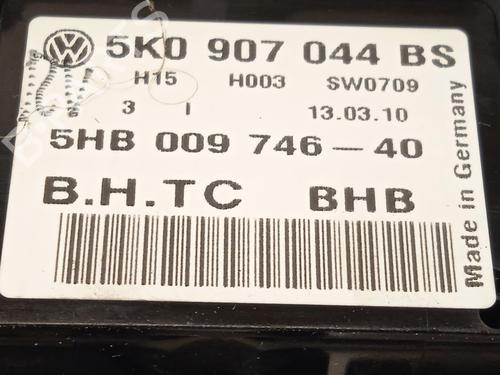 5K0 907 044 BS
H15 H003 SW0709
3 I 13.03.10
5HB 009 746-40
B.H.TC BHB
Made in Germany